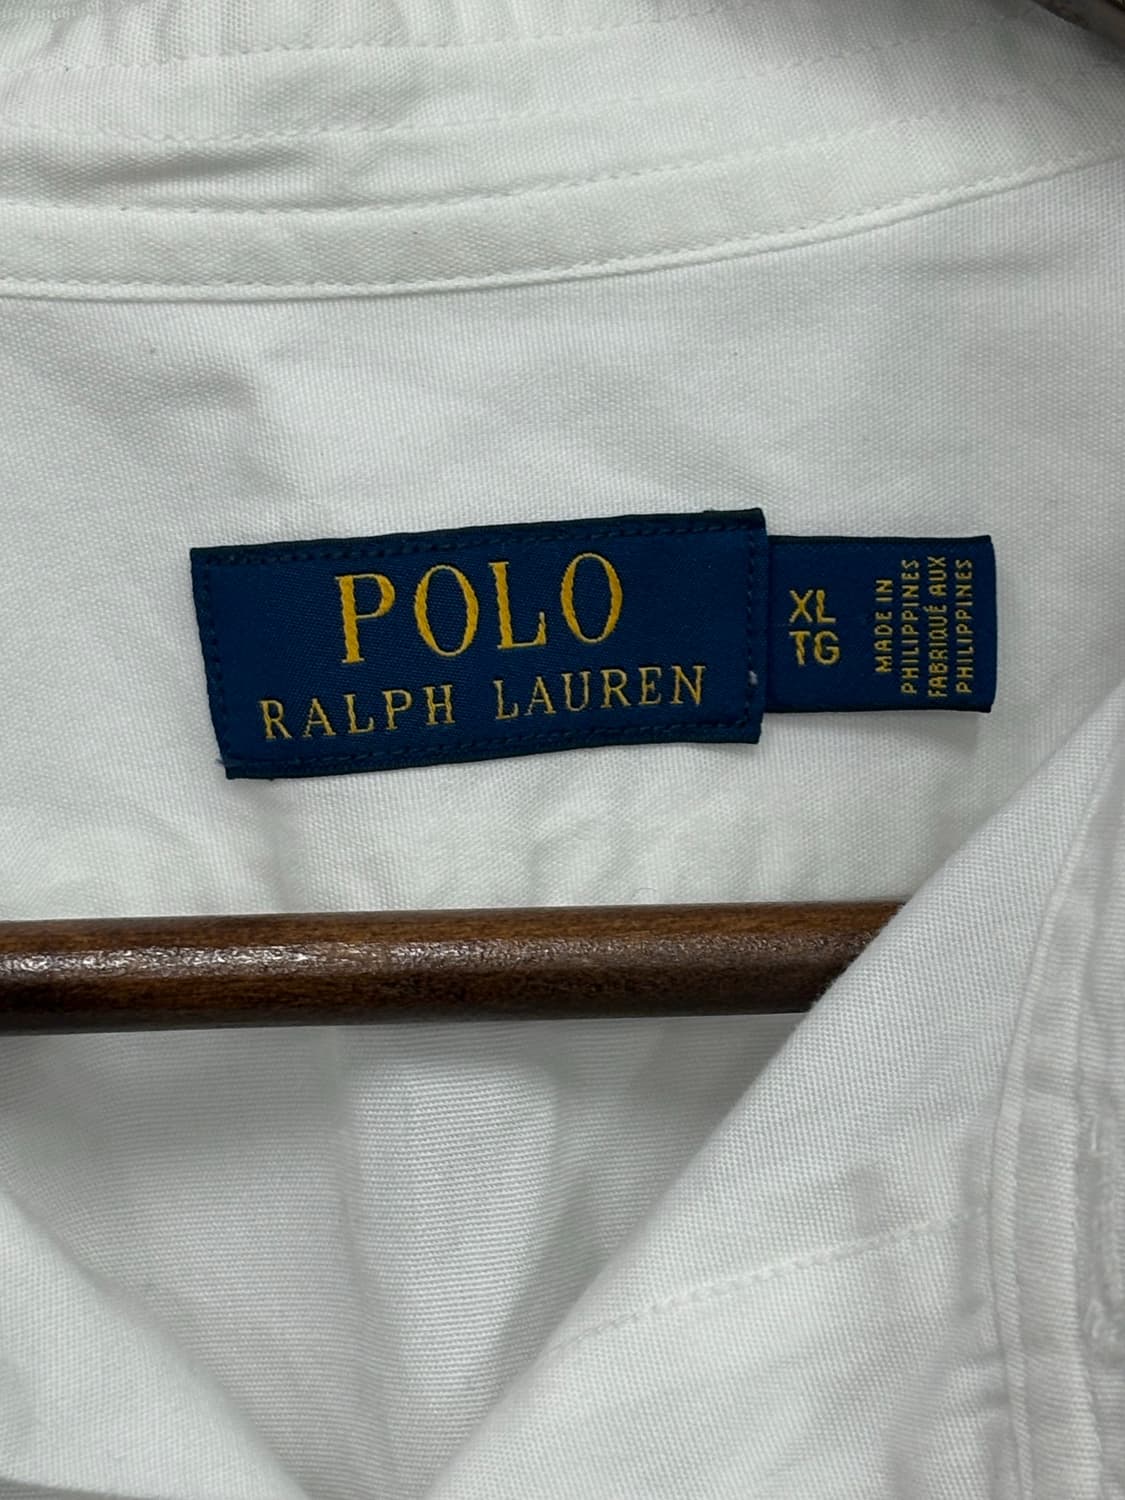 POLO
RALPH LAUREN
XL
TG
MADE IN
PHILIPPINES
FABRIQUÉ AUX
PHILIPPINES